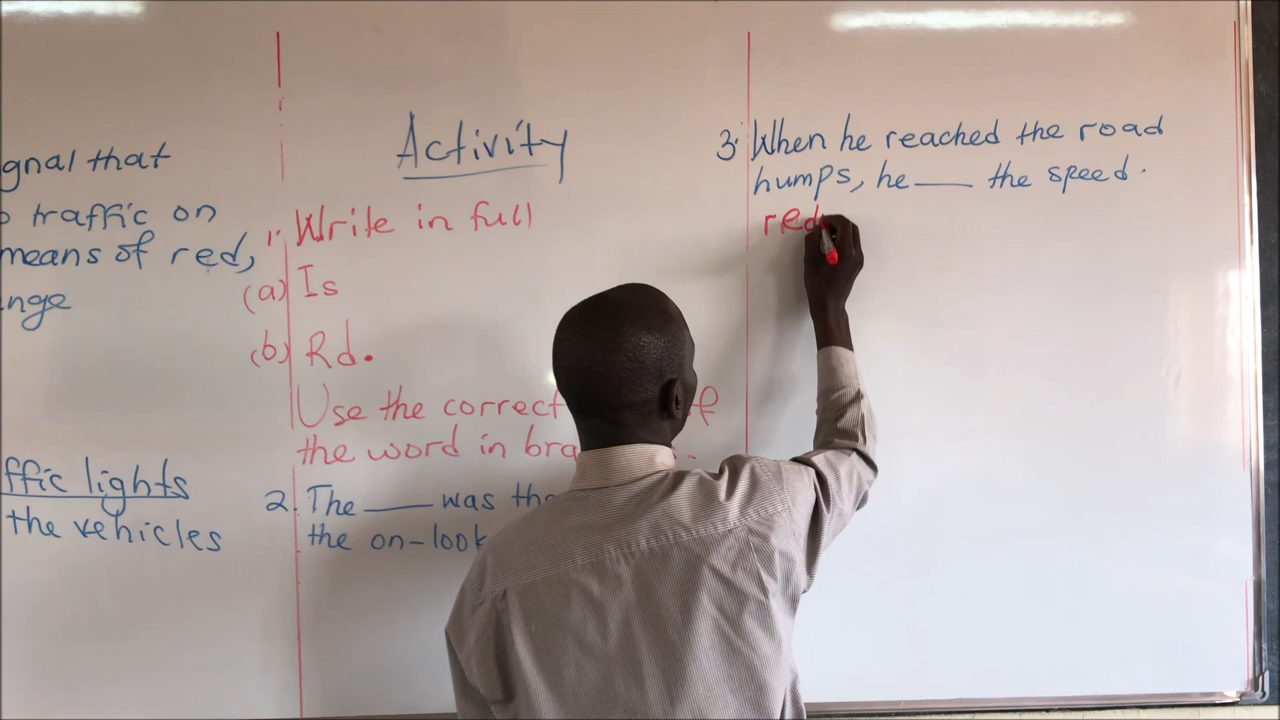 gnal that
traffic on
means of red,
nge
ffic lights
the vehicles
Activity
1. Write in full
(a) Is
(b) Rd.
Use the correct
the word in
2. The ___ was
the on-look
3. When he reached the road
humps, he ___ the speed.
red